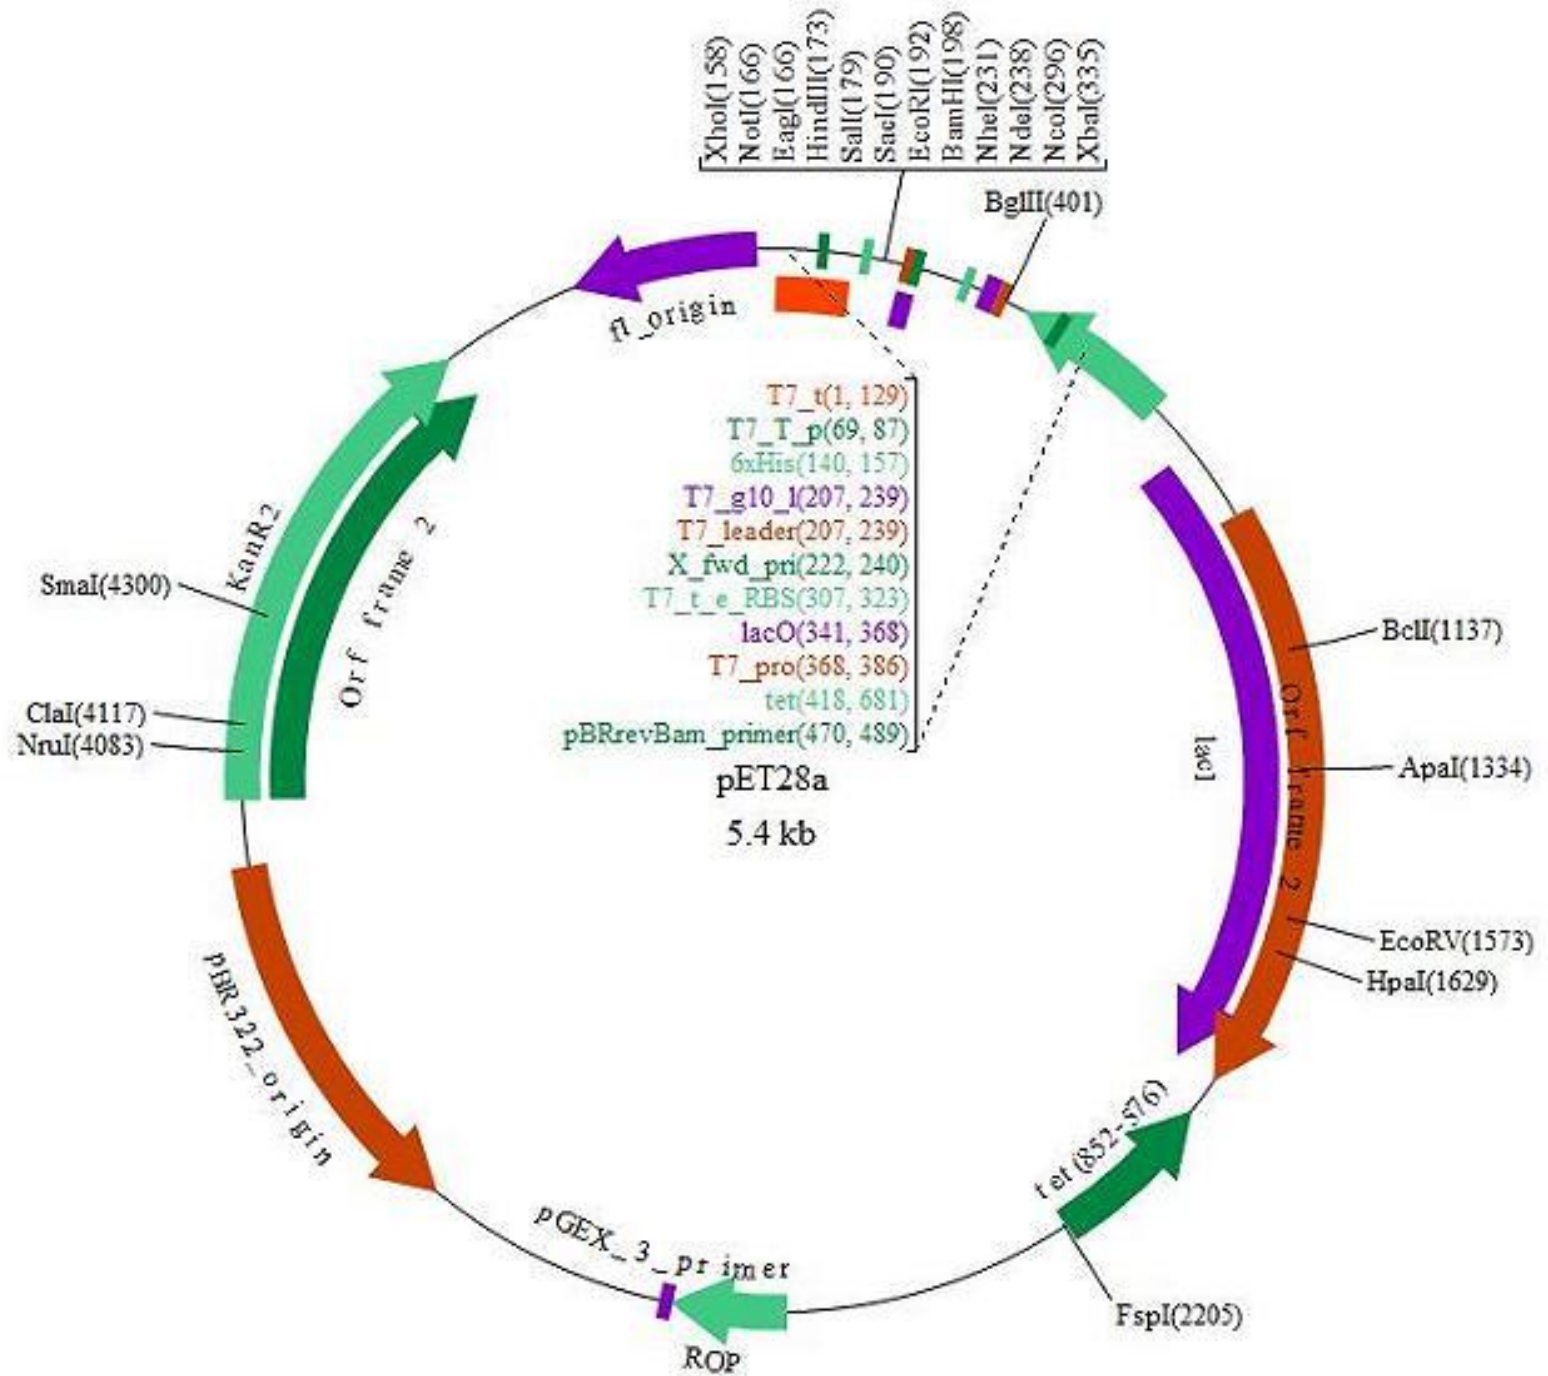 XhoI(158)
NotI(166)
EagI(166)
HindIII(173)
SalI(179)
SacI(190)
EcoRI(192)
BamHI(198)
NheI(231)
NdeI(238)
NcoI(296)
XbaI(335)
BglII(401)
f1_origin
T7_t(1, 129)
T7_T_p(69, 87)
6xHis(140, 157)
T7_g10_l(207, 239)
T7_leader(207, 239)
X_fwd_pri(222, 240)
T7_t_e_RBS(307, 323)
lacO(341, 368)
T7_pro(368, 386)
tet(418, 681)
pBRrevBam_primer(470, 489)
pET28a
5.4 kb
KanR2
Orf frame 2
SmaI(4300)
ClaI(4117)
NruI(4083)
lacI
Orf frame 2
BclI(1137)
ApaI(1334)
EcoRV(1573)
HpaI(1629)
pBR322_origin
tet(852-576)
pGEX_3_primer
ROP
FspI(2205)